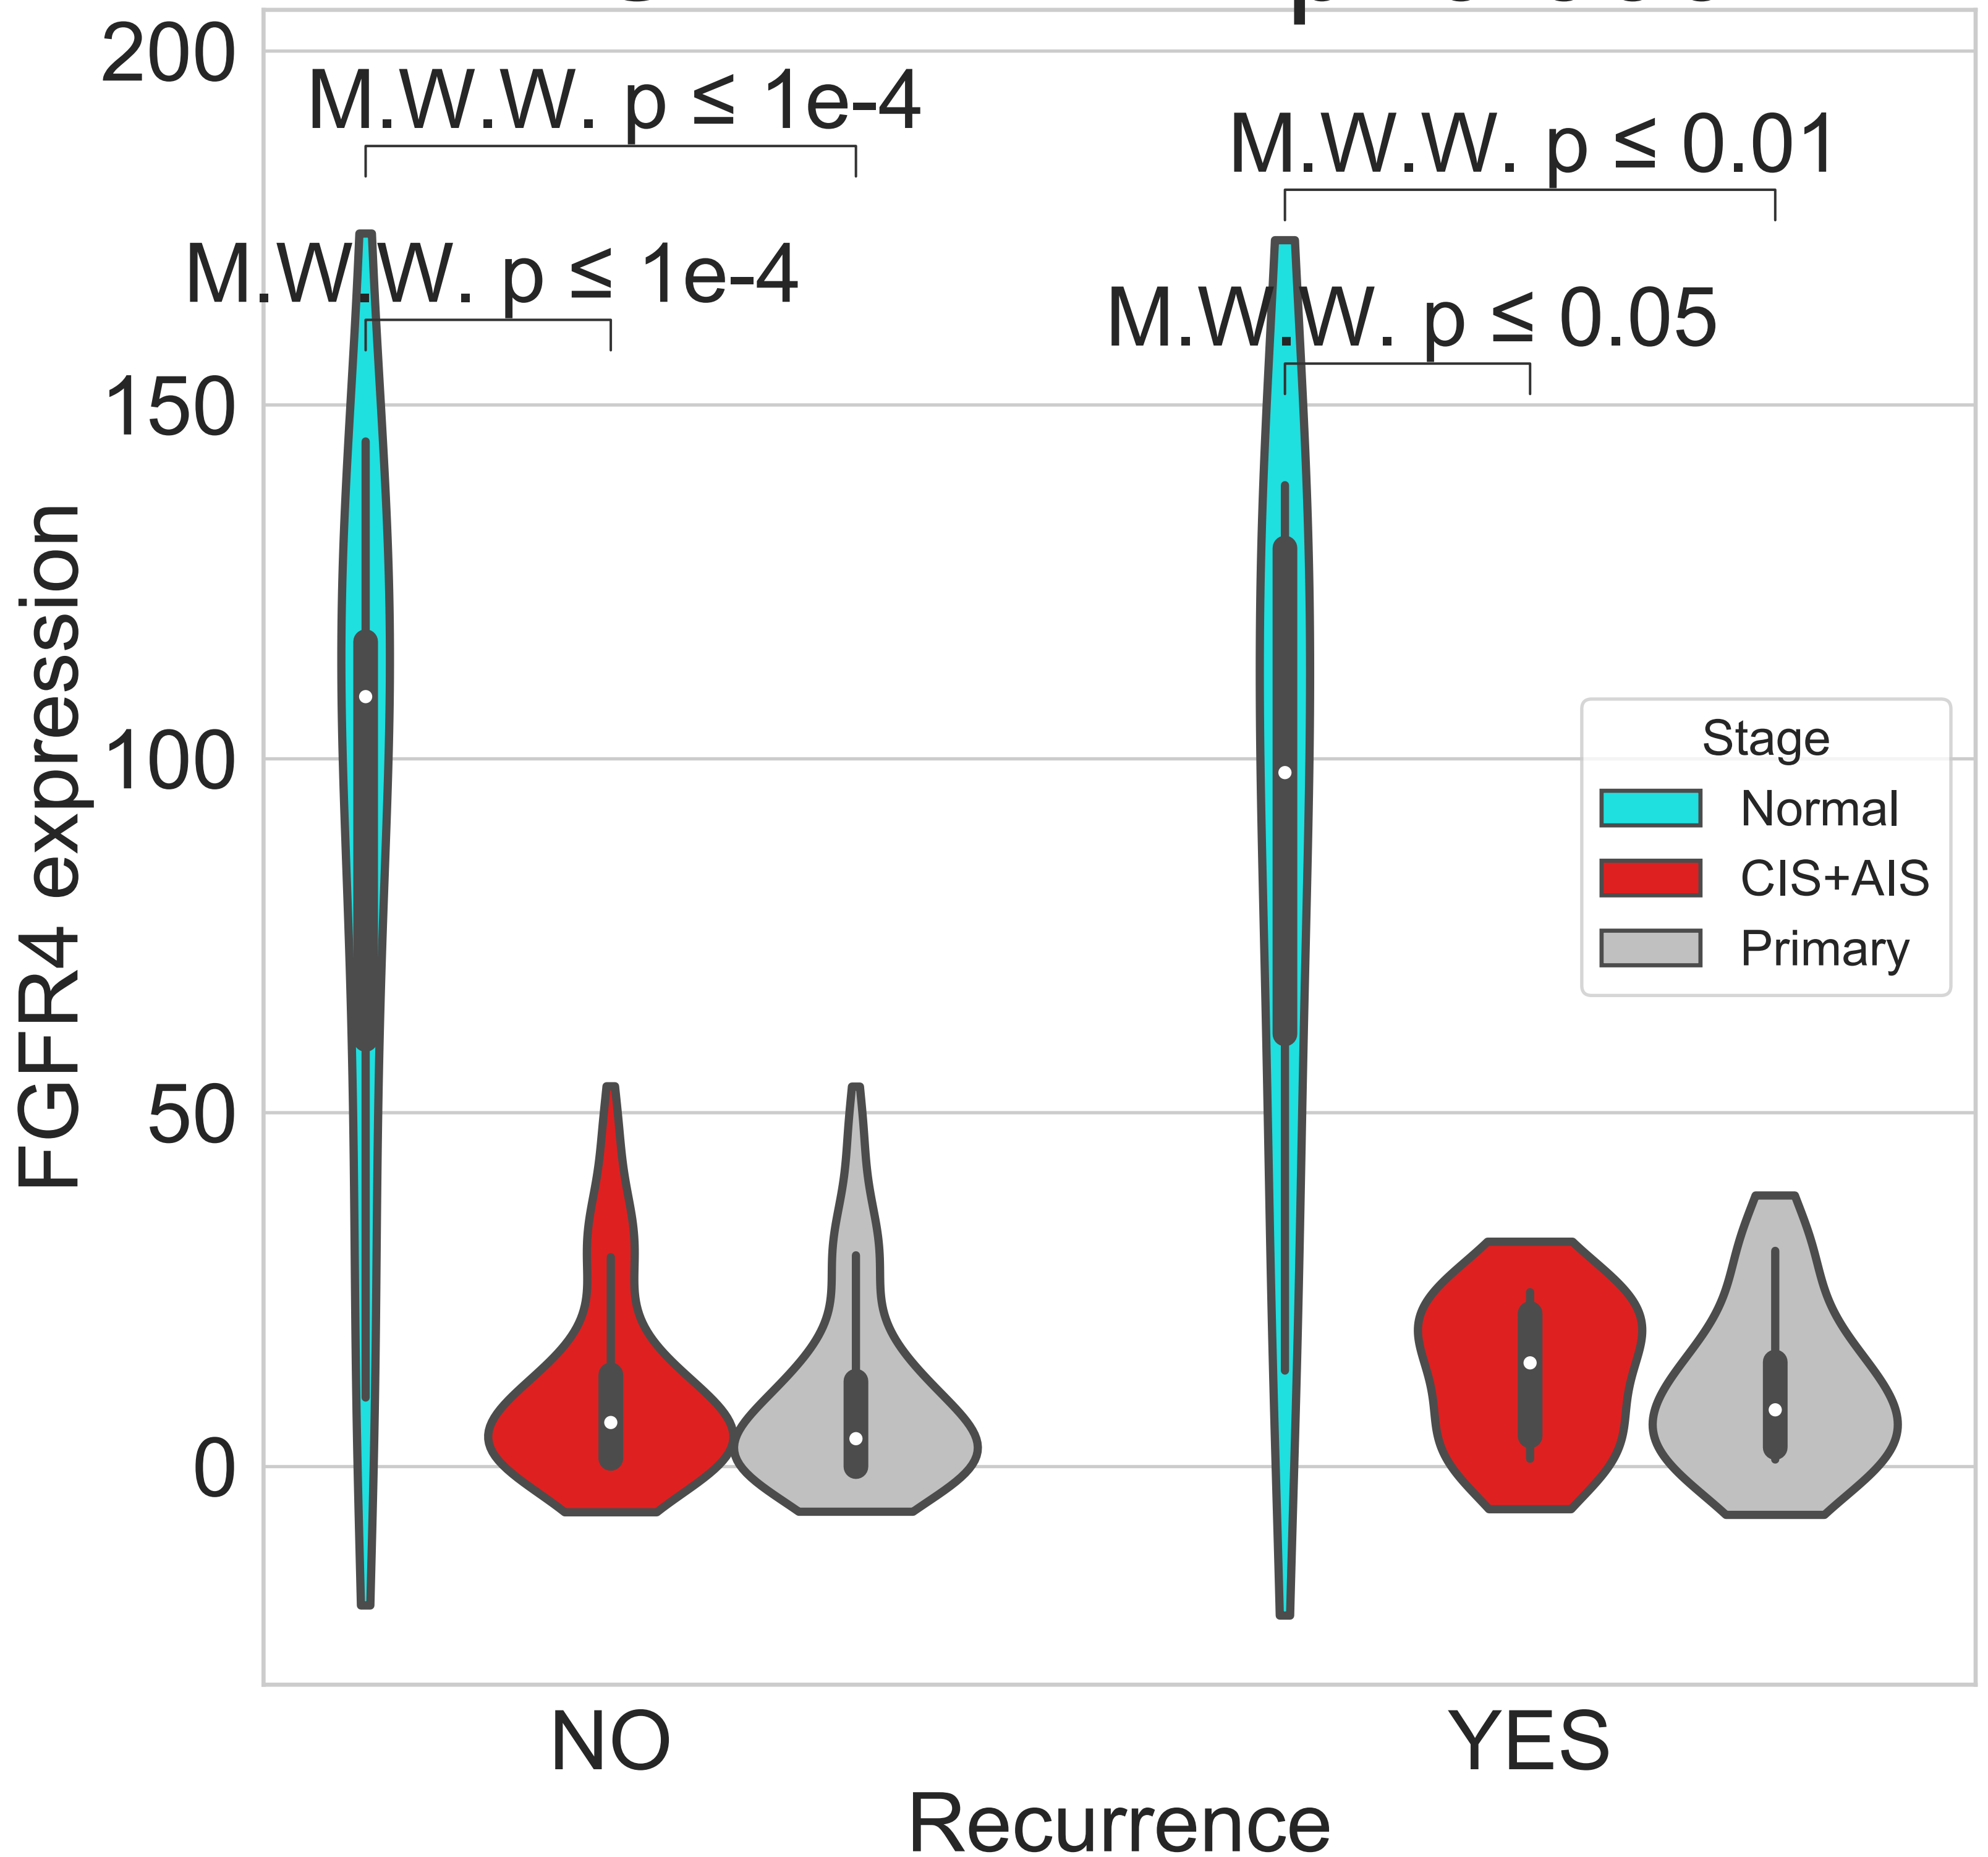 200
M.W.W. p ≤ 1e-4
M.W.W. p ≤ 0.01
M.W.W. p ≤ 1e-4
M.W.W. p ≤ 0.05
150
100
50
0
FGFR4 expression
Stage
Normal
CIS+AIS
Primary
NO
YES
Recurrence